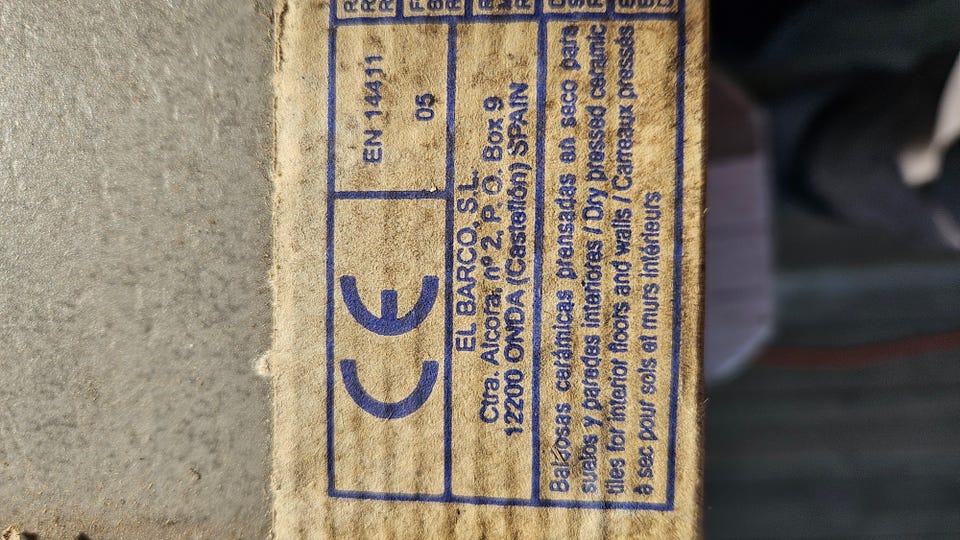 CE
EN 14411
05
EL BARCO, S.L.
Ctra. Alcora, nº 2, P. O. Box 9
12200 ONDA (Castellón) SPAIN
Baldosas cerámicas prensadas en seco para
suelos y paredes interiores / Dry pressed ceramic
tiles for interior floors and walls / Carreaux pressés
à sec pour sols et murs intérieurs